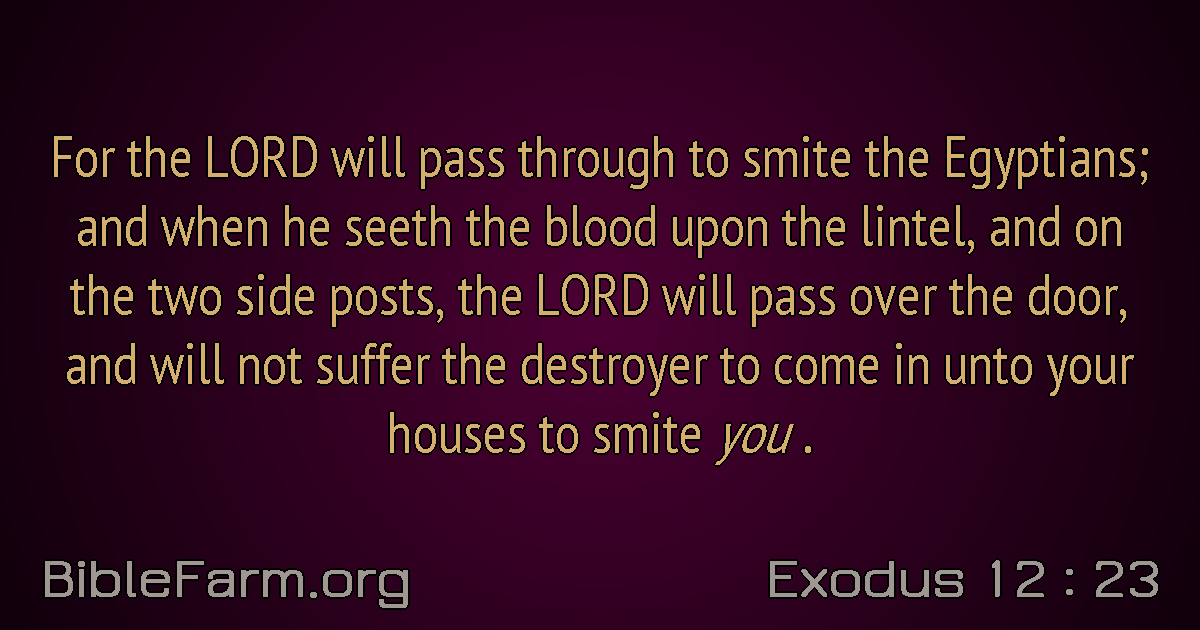 For the LORD will pass through to smite the Egyptians;
and when he seeth the blood upon the lintel, and on
the two side posts, the LORD will pass over the door,
and will not suffer the destroyer to come in unto your
houses to smite you .
BibleFarm.org
Exodus 12 : 23